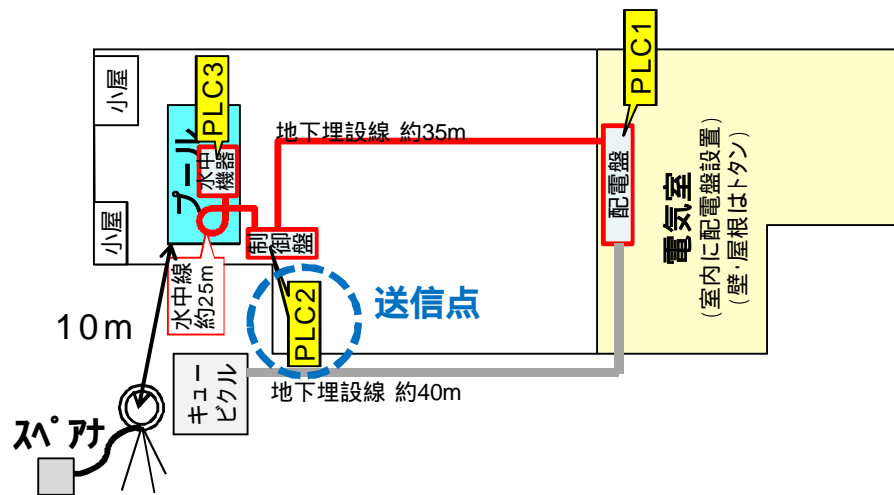 小屋
PLC3
PLC1
地下埋設線 約35m
水中
機器
プール
配電盤
電気室
(室内に配電盤設置)
(壁・屋根はトタン)
小屋
制御盤
水中線
約25m
送信点
PLC2
10m
キュー
ビクル
地下埋設線 約40m
スペアナ